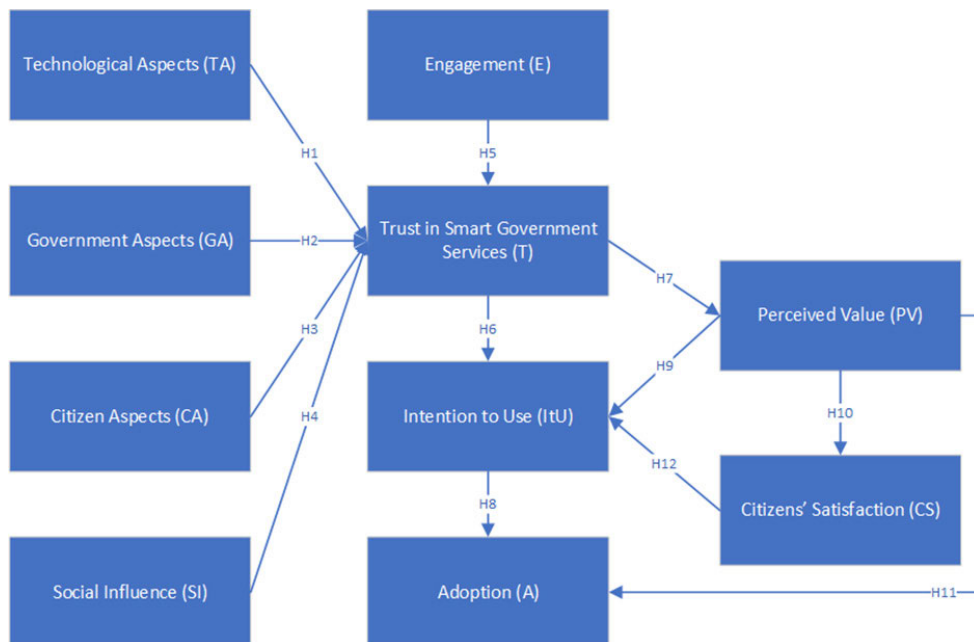 Technological Aspects (TA)
Engagement (E)
H1
H5
Government Aspects (GA)
H2
Trust in Smart Government
Services (T)
H7
H3
H6
Perceived Value (PV)
H9
Citizen Aspects (CA)
H4
Intention to Use (ItU)
H10
H12
H8
Citizens’ Satisfaction (CS)
Social Influence (SI)
Adoption (A)
H11